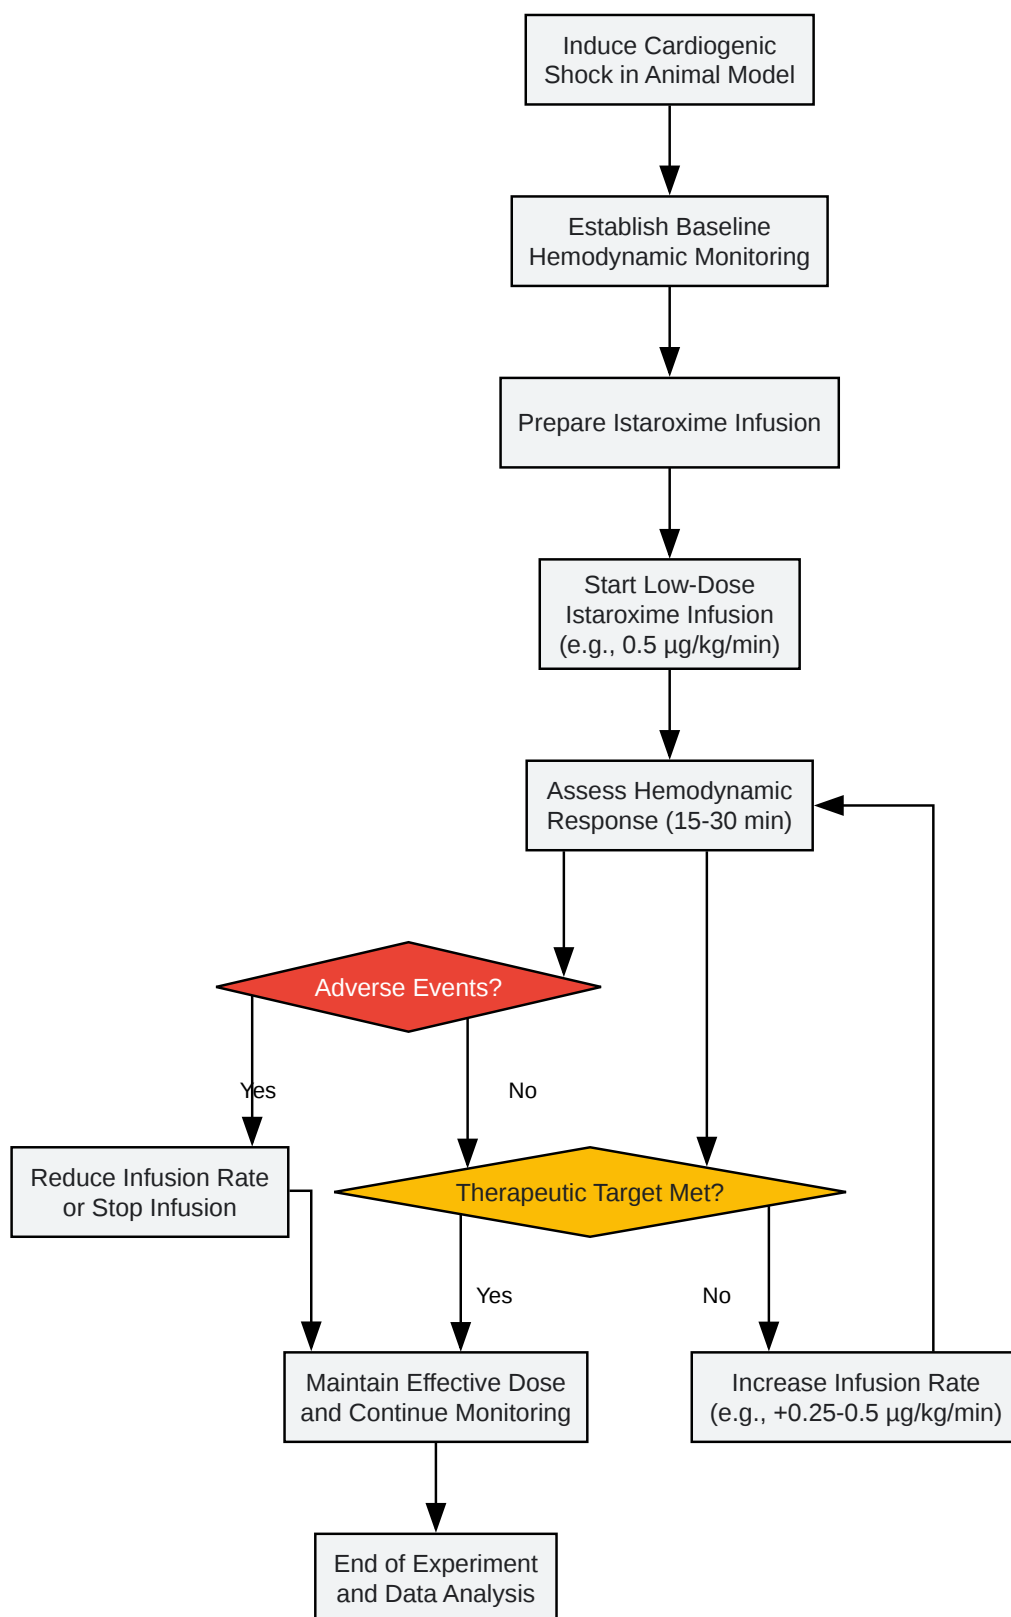 Induce Cardiogenic
Shock in Animal Model
Establish Baseline
Hemodynamic Monitoring
Prepare Istaroxime Infusion
Start Low-Dose
Istaroxime Infusion
(e.g., 0.5 µg/kg/min)
Assess Hemodynamic
Response (15-30 min)
Adverse Events?
Yes
No
Reduce Infusion Rate
or Stop Infusion
Therapeutic Target Met?
Yes
No
Maintain Effective Dose
and Continue Monitoring
Increase Infusion Rate
(e.g., +0.25-0.5 µg/kg/min)
End of Experiment
and Data Analysis